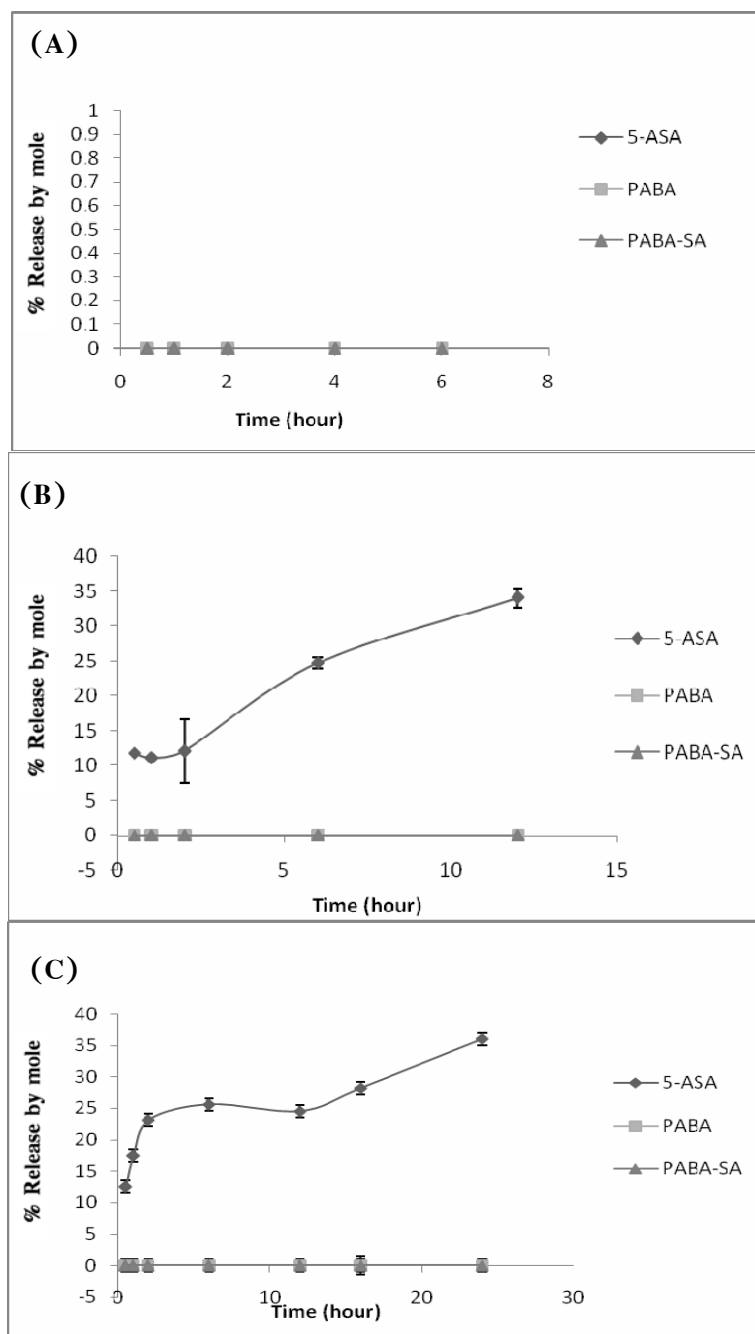 (A)
% Release by mole
1
0.9
0.8
0.7
0.6
0.5
0.4
0.3
0.2
0.1
0
0 2 4 6 8
Time (hour)
5-ASA
PABA
PABA-SA
(B)
% Release by mole
40
35
30
25
20
15
10
5
0
-5
0 5 10 15
Time (hour)
5-ASA
PABA
PABA-SA
(C)
% Release by mole
40
35
30
25
20
15
10
5
0
-5
0 10 20 30
Time (hour)
5-ASA
PABA
PABA-SA